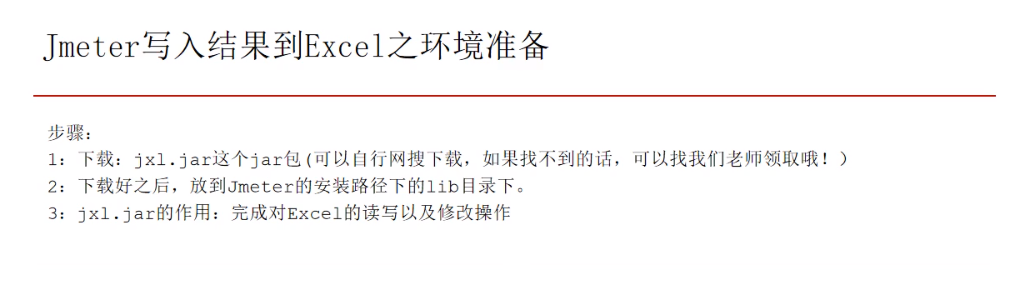 Jmeter写入结果到Excel之环境准备
步骤：
1：下载：jxl.jar这个jar包(可以自行网搜下载，如果找不到的话，可以找我们老师领取哦！)
2：下载好之后，放到Jmeter的安装路径下的lib目录下。
3：jxl.jar的作用：完成对Excel的读写以及修改操作